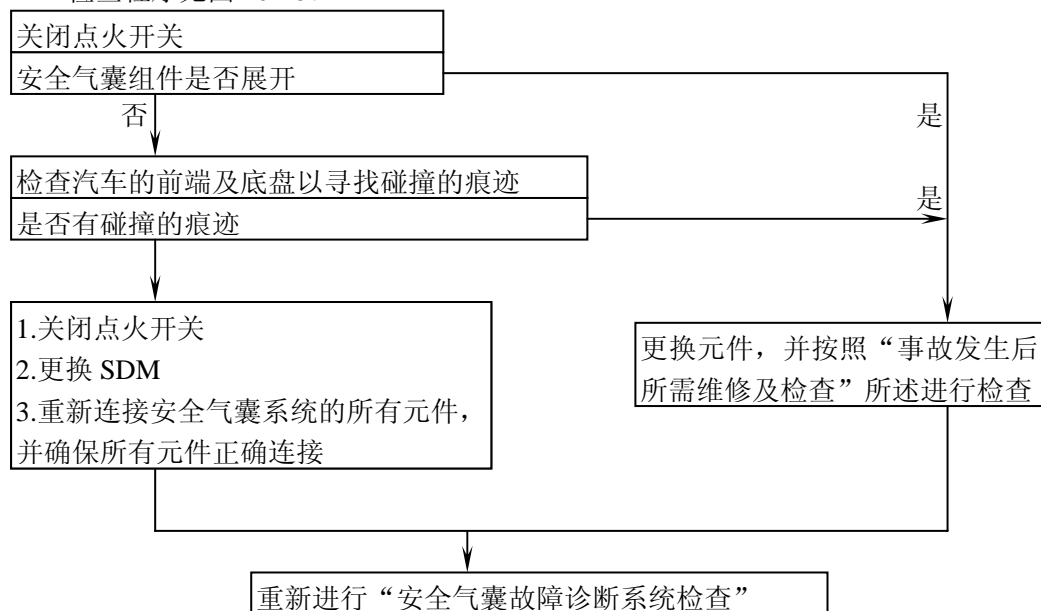 关闭点火开关
安全气囊组件是否展开
否
是
检查汽车的前端及底盘以寻找碰撞的痕迹
是否有碰撞的痕迹
是
1.关闭点火开关
2.更换 SDM
3.重新连接安全气囊系统的所有元件，
并确保所有元件正确连接
更换元件，并按照“事故发生后
所需维修及检查”所述进行检查
重新进行“安全气囊故障诊断系统检查”